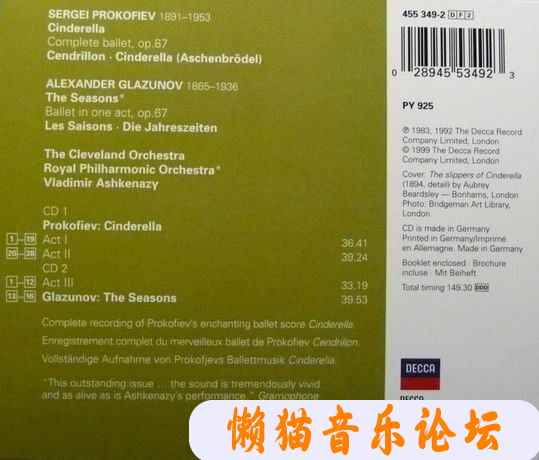 SERGEI PROKOFIEV 1891–1953
Cinderella
Complete ballet, op.87
Cendrillon · Cinderella (Aschenbrödel)
ALEXANDER GLAZUNOV 1865–1936
The Seasons*
Ballet in one act, op.67
Les Saisons · Die Jahreszeiten
The Cleveland Orchestra
Royal Philharmonic Orchestra*
Vladimir Ashkenazy
CD 1
Prokofiev: Cinderella
1–19 Act I 36.41
20–38 Act II 39.24
CD 2
1–12 Act III 33.19
13–16 Glazunov: The Seasons 39.53
Complete recording of Prokofiev's enchanting ballet score Cinderella.
Enregistrement complet du merveilleux ballet de Prokofiev Cendrillon.
Vollständige Aufnahme von Prokofjevs Ballettmusik Cinderella.
"This outstanding issue ... the sound is tremendously vivid
and as alive as is Ashkenazy's performance." Gramophone
455 349-2 DF2
0 28945 53492 3
PY 925
℗ 1983, 1992 The Decca Record
Company Limited, London
© 1999 The Decca Record
Company Limited, London
Cover: The slippers of Cinderella
(1894, detail) by Aubrey
Beardsley — Bonhams, London
Photo: Bridgeman Art Library,
London
CD is made in Germany
Printed in Germany/Imprimé
en Allemagne. Made in Germany
Booklet enclosed · Brochure
incluse · Mit Beiheft
Total timing 149.30 DDD
DECCA
DECCA
懒猫音乐论坛